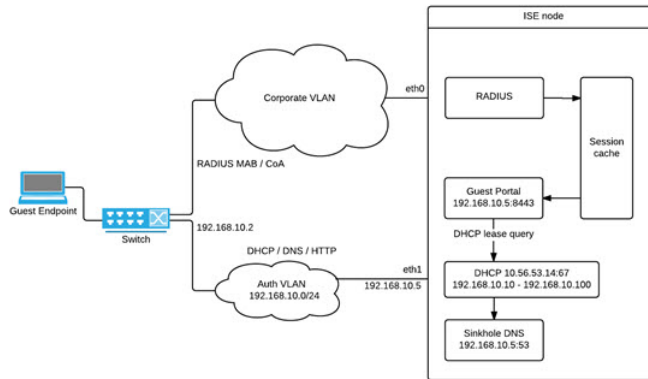 ISE node
eth0
Corporate VLAN
RADIUS
Session
cache
RADIUS MAB / CoA
Guest Portal
192.168.10.5:8443
Guest Endpoint
Switch
192.168.10.2
DHCP lease query
DHCP / DNS / HTTP
eth1
192.168.10.5
Auth VLAN
192.168.10.0/24
DHCP 10.56.53.14:67
192.168.10.10 - 192.168.10.100
Sinkhole DNS
192.168.10.5:53